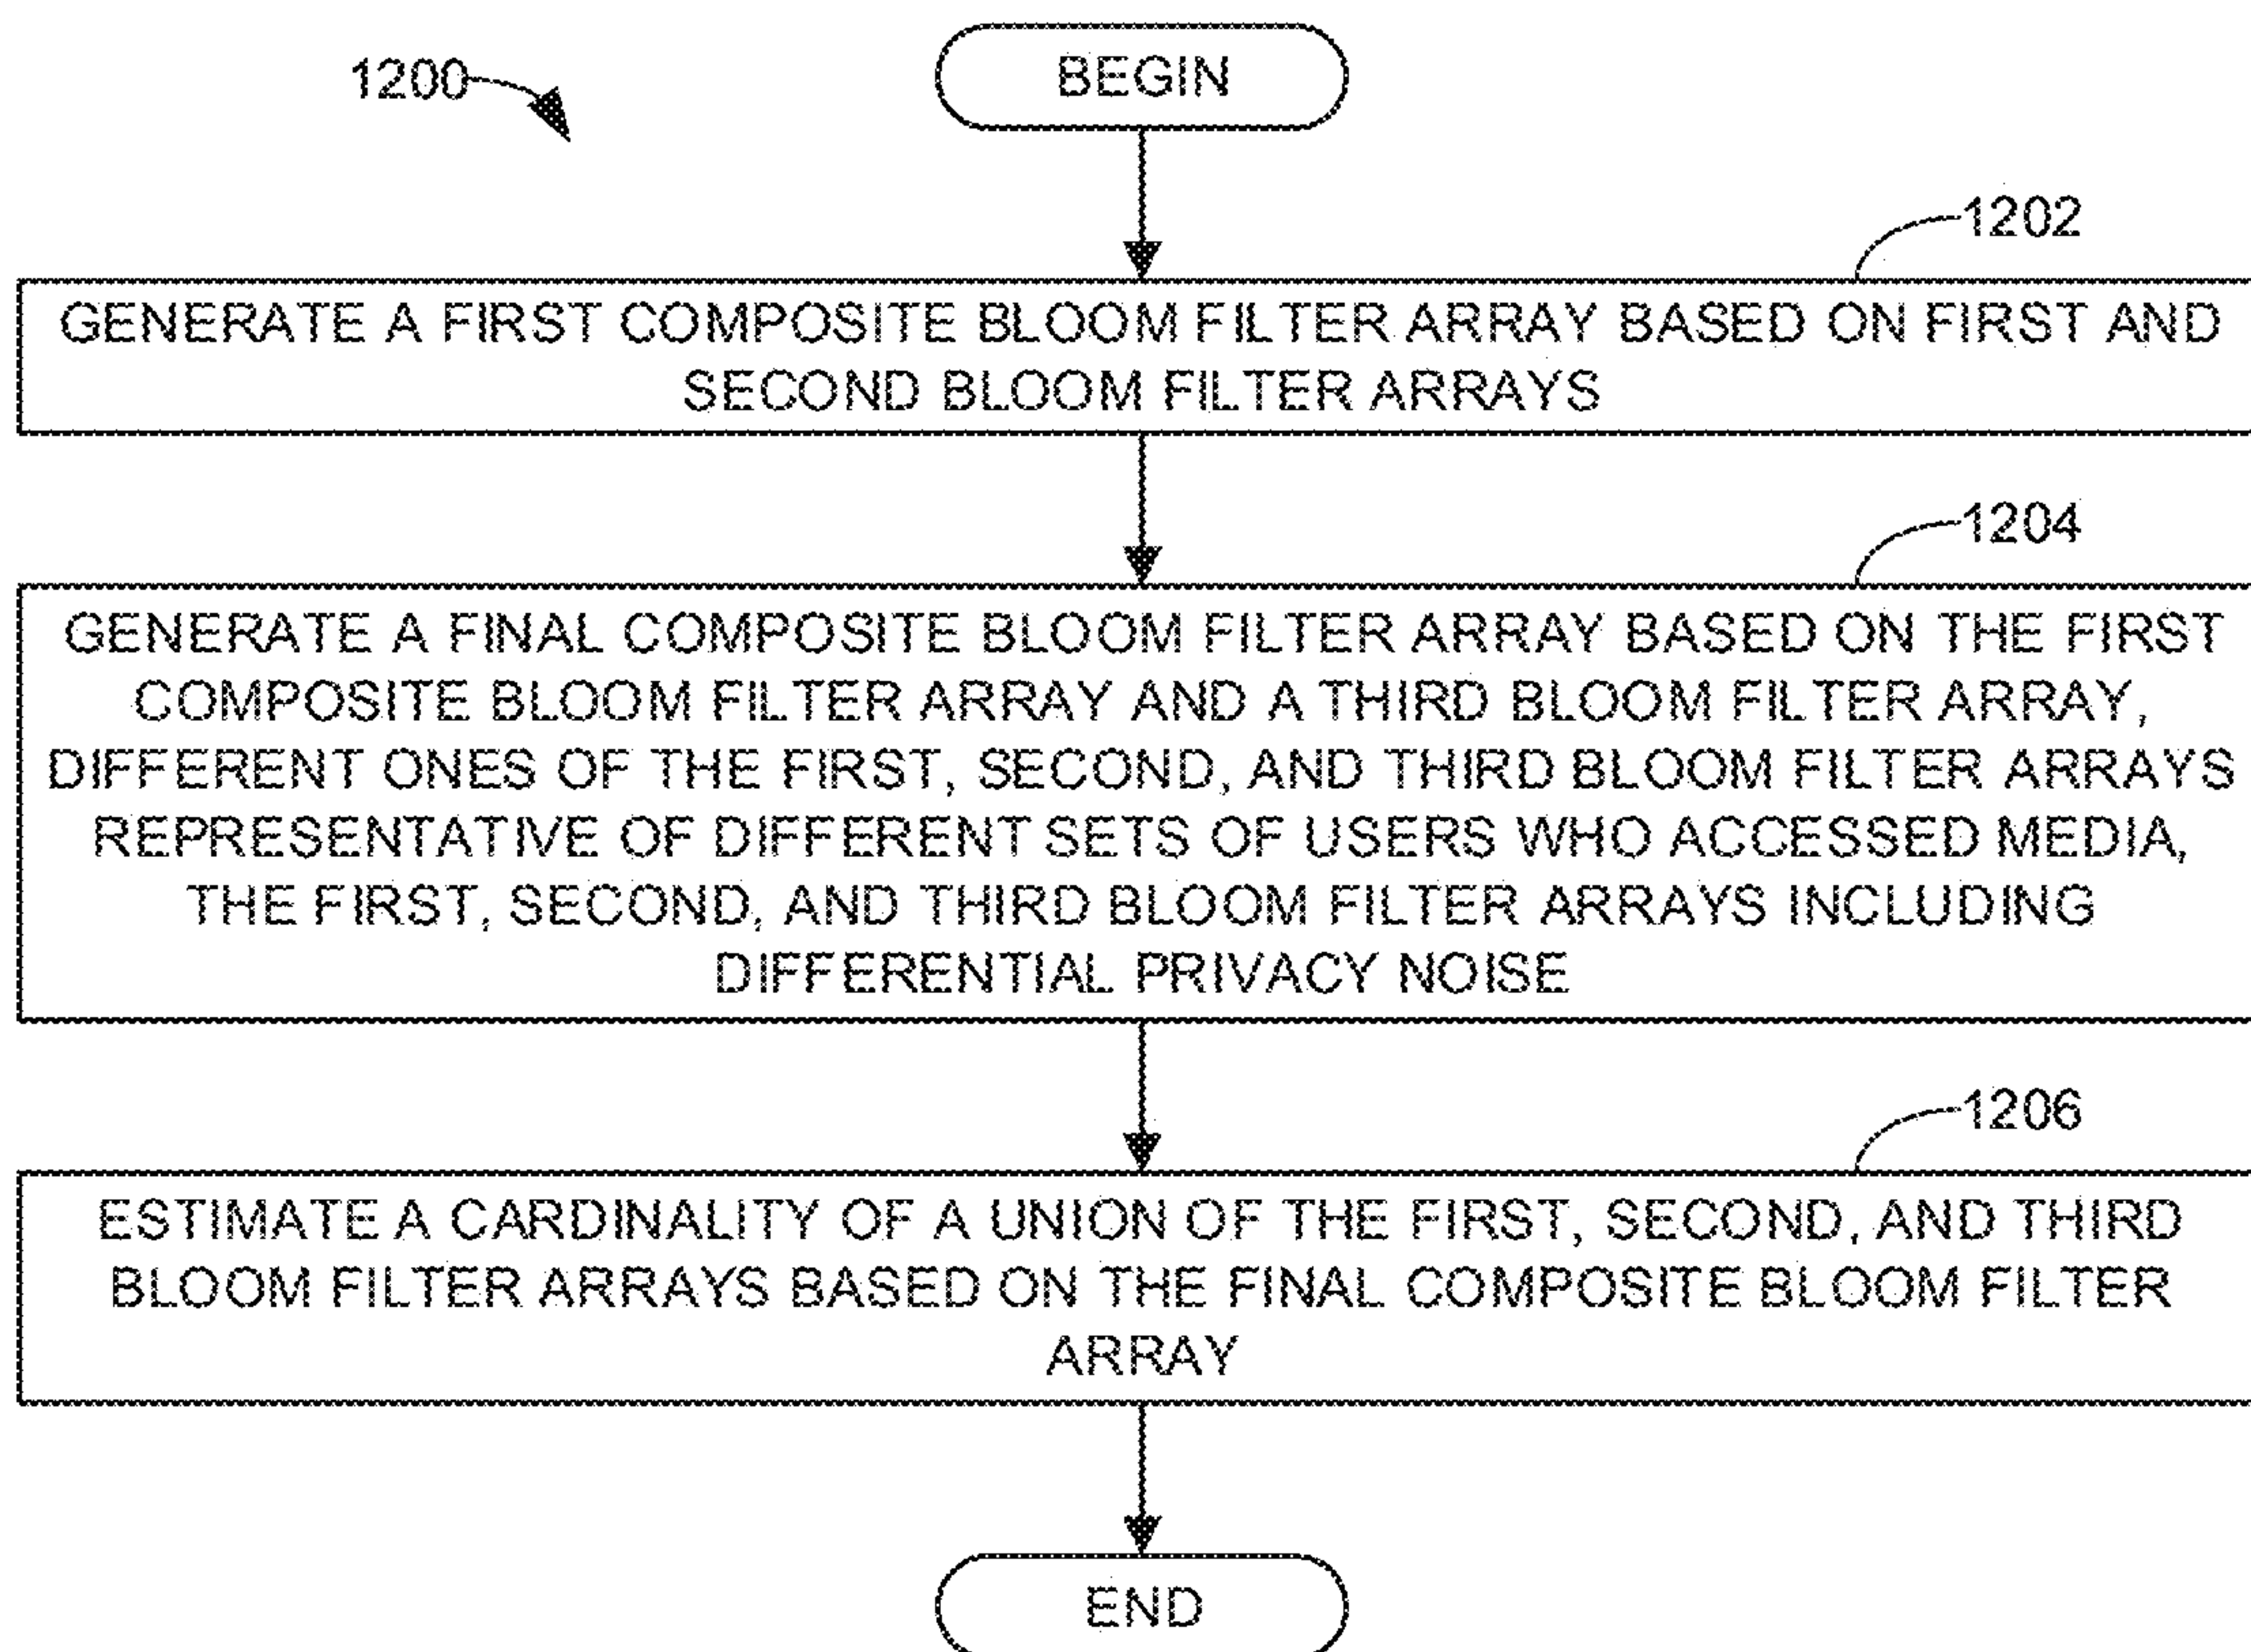 1200
BEGIN
1202
GENERATE A FIRST COMPOSITE BLOOM FILTER ARRAY BASED ON FIRST AND
SECOND BLOOM FILTER ARRAYS
1204
GENERATE A FINAL COMPOSITE BLOOM FILTER ARRAY BASED ON THE FIRST
COMPOSITE BLOOM FILTER ARRAY AND A THIRD BLOOM FILTER ARRAY,
DIFFERENT ONES OF THE FIRST, SECOND, AND THIRD BLOOM FILTER ARRAYS
REPRESENTATIVE OF DIFFERENT SETS OF USERS WHO ACCESSED MEDIA,
THE FIRST, SECOND, AND THIRD BLOOM FILTER ARRAYS INCLUDING
DIFFERENTIAL PRIVACY NOISE
1206
ESTIMATE A CARDINALITY OF A UNION OF THE FIRST, SECOND, AND THIRD
BLOOM FILTER ARRAYS BASED ON THE FINAL COMPOSITE BLOOM FILTER
ARRAY
END